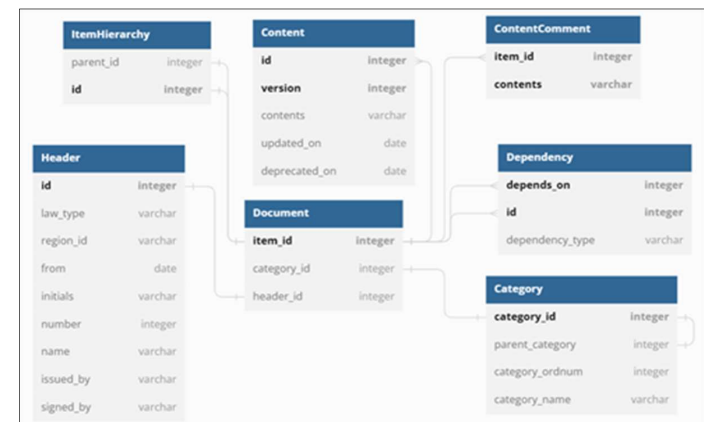 ItemHierarchy
parent_id integer
id integer
Content
id integer
version integer
contents varchar
updated_on date
deprecated_on date
ContentComment
item_id integer
contents varchar
Header
id integer
law_type varchar
region_id varchar
from date
initials varchar
number integer
name varchar
issued_by varchar
signed_by varchar
Document
item_id integer
category_id integer
header_id integer
Dependency
depends_on integer
id integer
dependency_type varchar
Category
category_id integer
parent_category integer
category_ordnum integer
category_name varchar